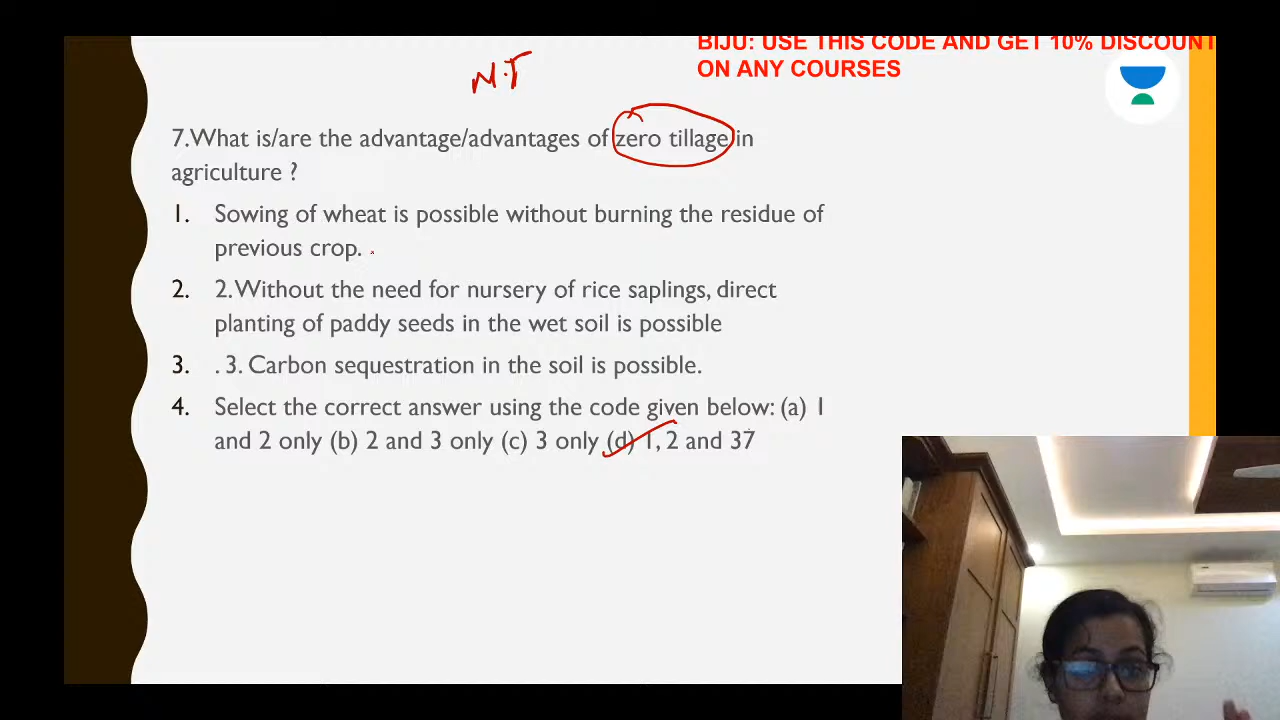 BIJU: USE THIS CODE AND GET 10% DISCOUNT
ON ANY COURSES
N.T
7.What is/are the advantage/advantages of zero tillage in
agriculture ?
1. Sowing of wheat is possible without burning the residue of
previous crop.
2. 2.Without the need for nursery of rice saplings, direct
planting of paddy seeds in the wet soil is possible
3. . 3. Carbon sequestration in the soil is possible.
4. Select the correct answer using the code given below: (a) 1
and 2 only (b) 2 and 3 only (c) 3 only (d) 1, 2 and 37